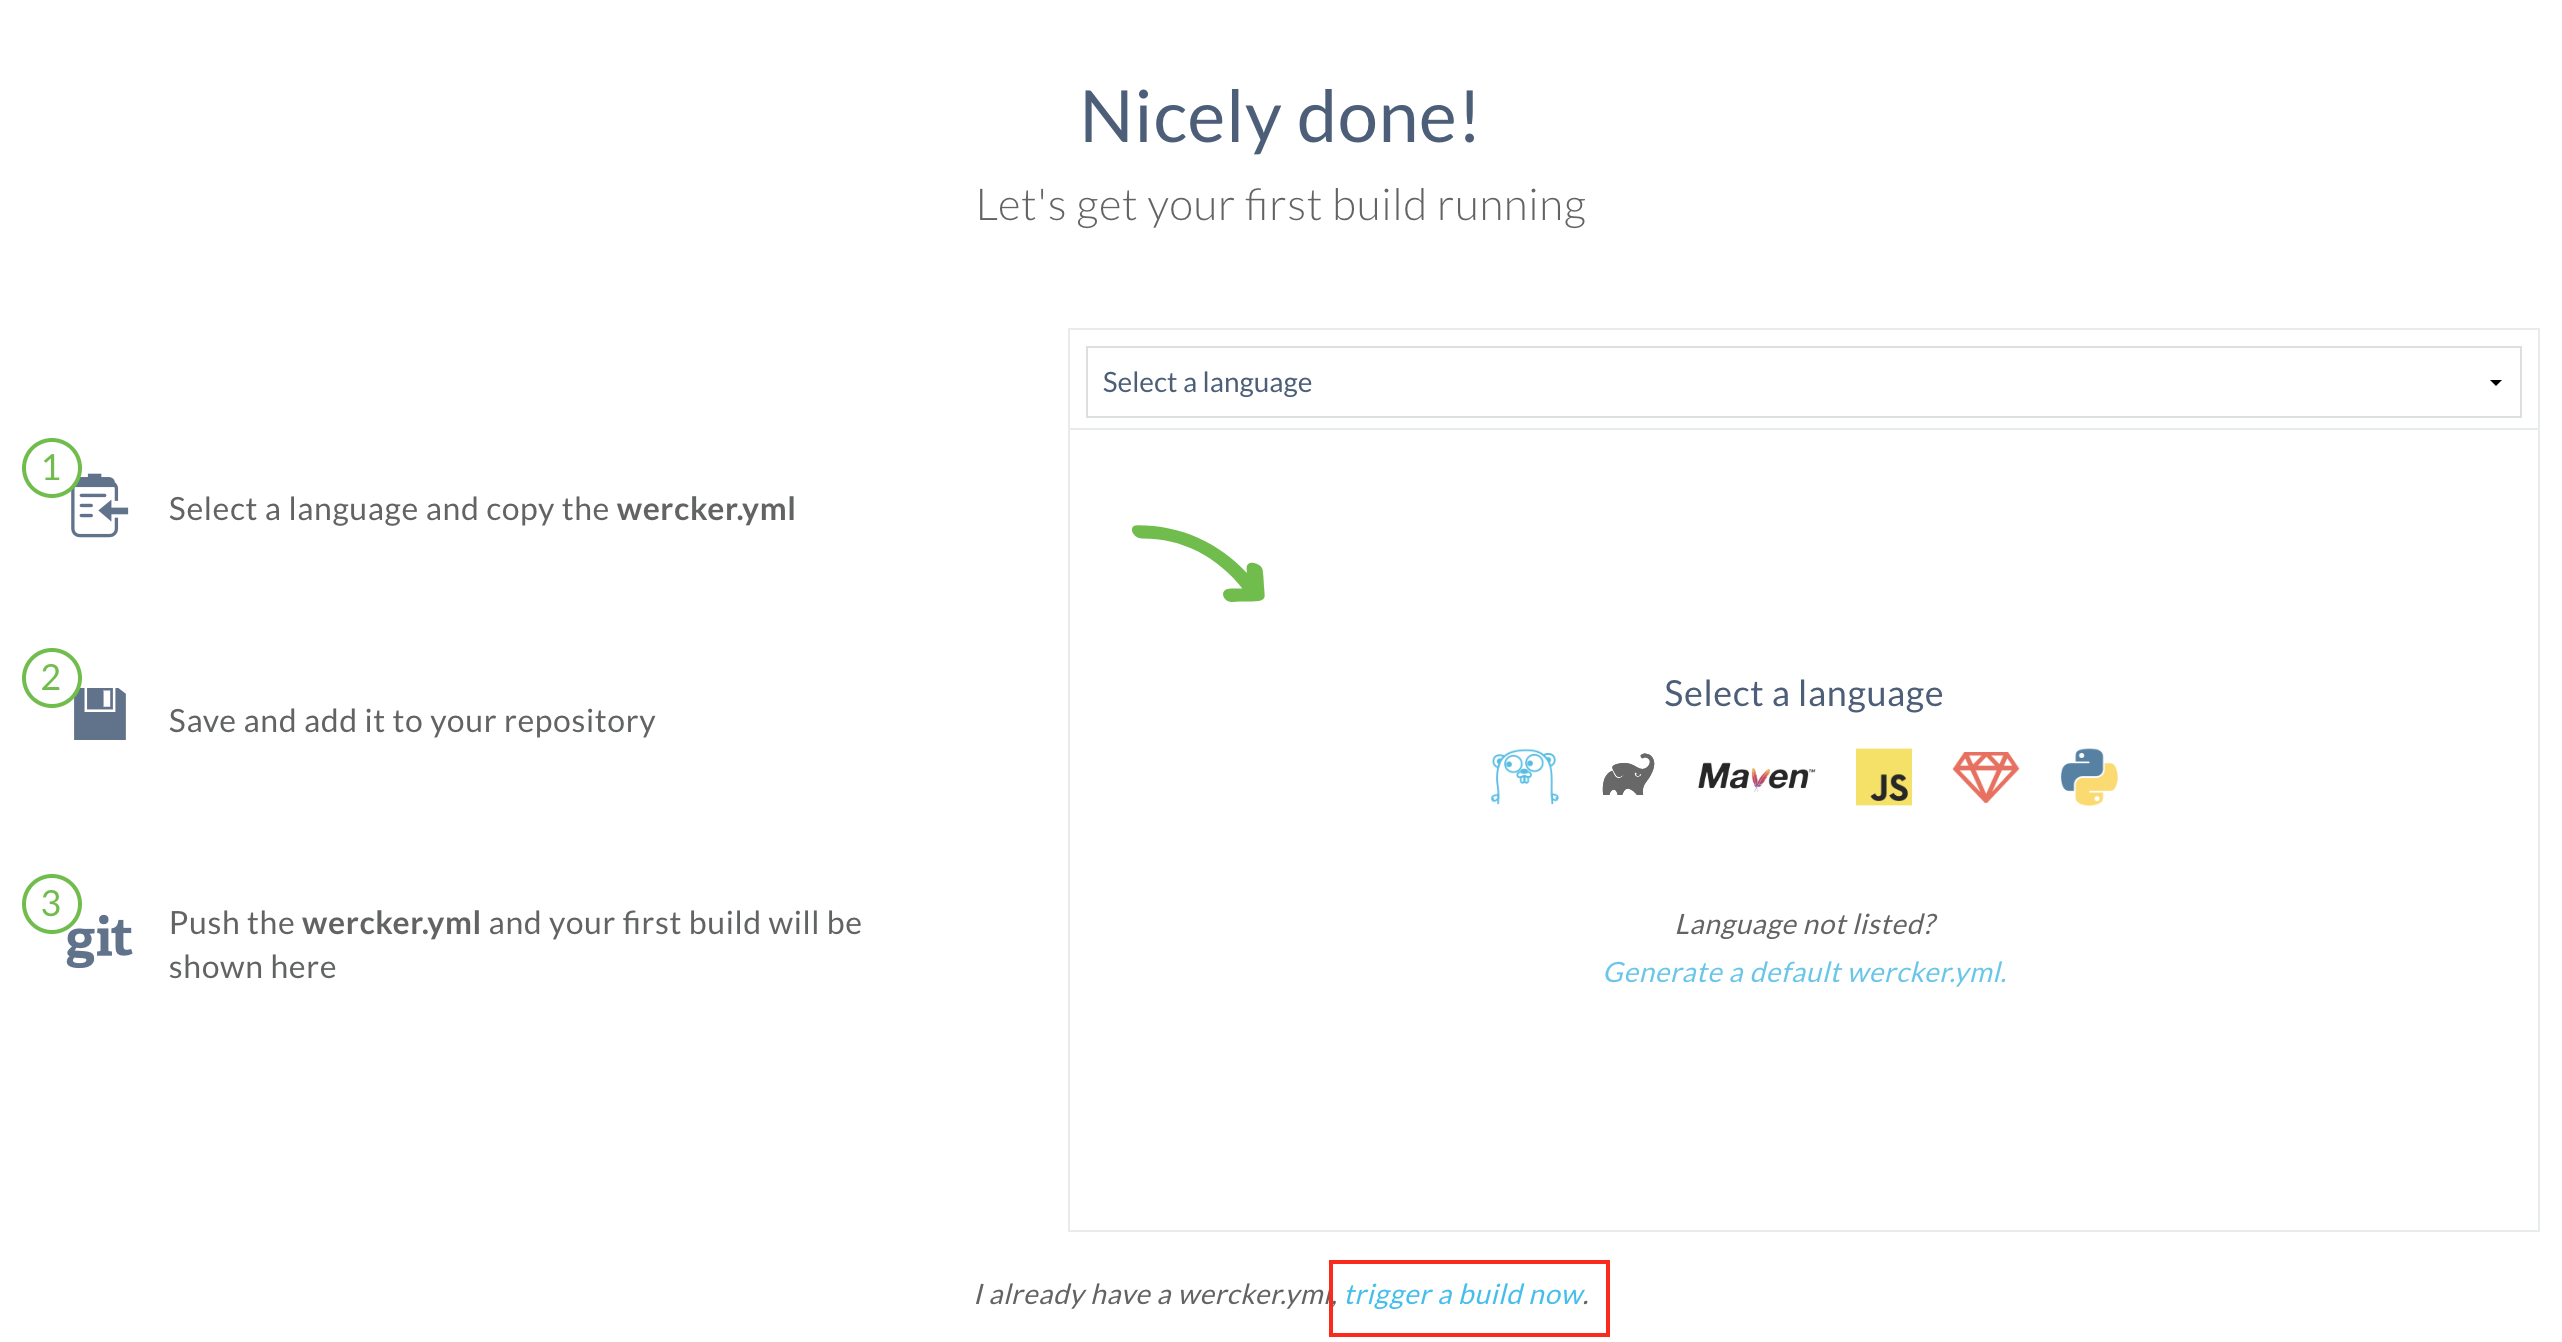 Nicely done!
Let's get your first build running
Select a language
1
Select a language and copy the wercker.yml
2
Save and add it to your repository
3
git
Push the wercker.yml and your first build will be
shown here
Select a language
Maven™
JS
Language not listed?
Generate a default wercker.yml.
I already have a wercker.yml, trigger a build now.